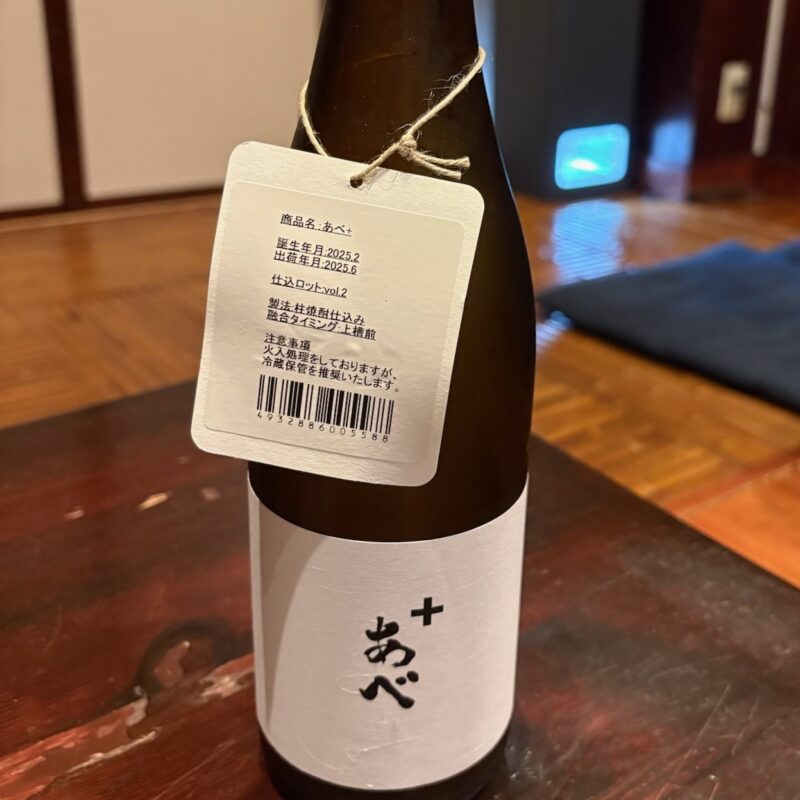 商品名:あべ+
誕生年月:2025.2
出荷年月:2025.6
仕込ロット:vol.2
製法:柱焼酎仕込み
融合タイミング:上槽前
注意事項
火入処理をしておりますが、
冷蔵保管を推奨いたします。
4932886005588
+
あべ